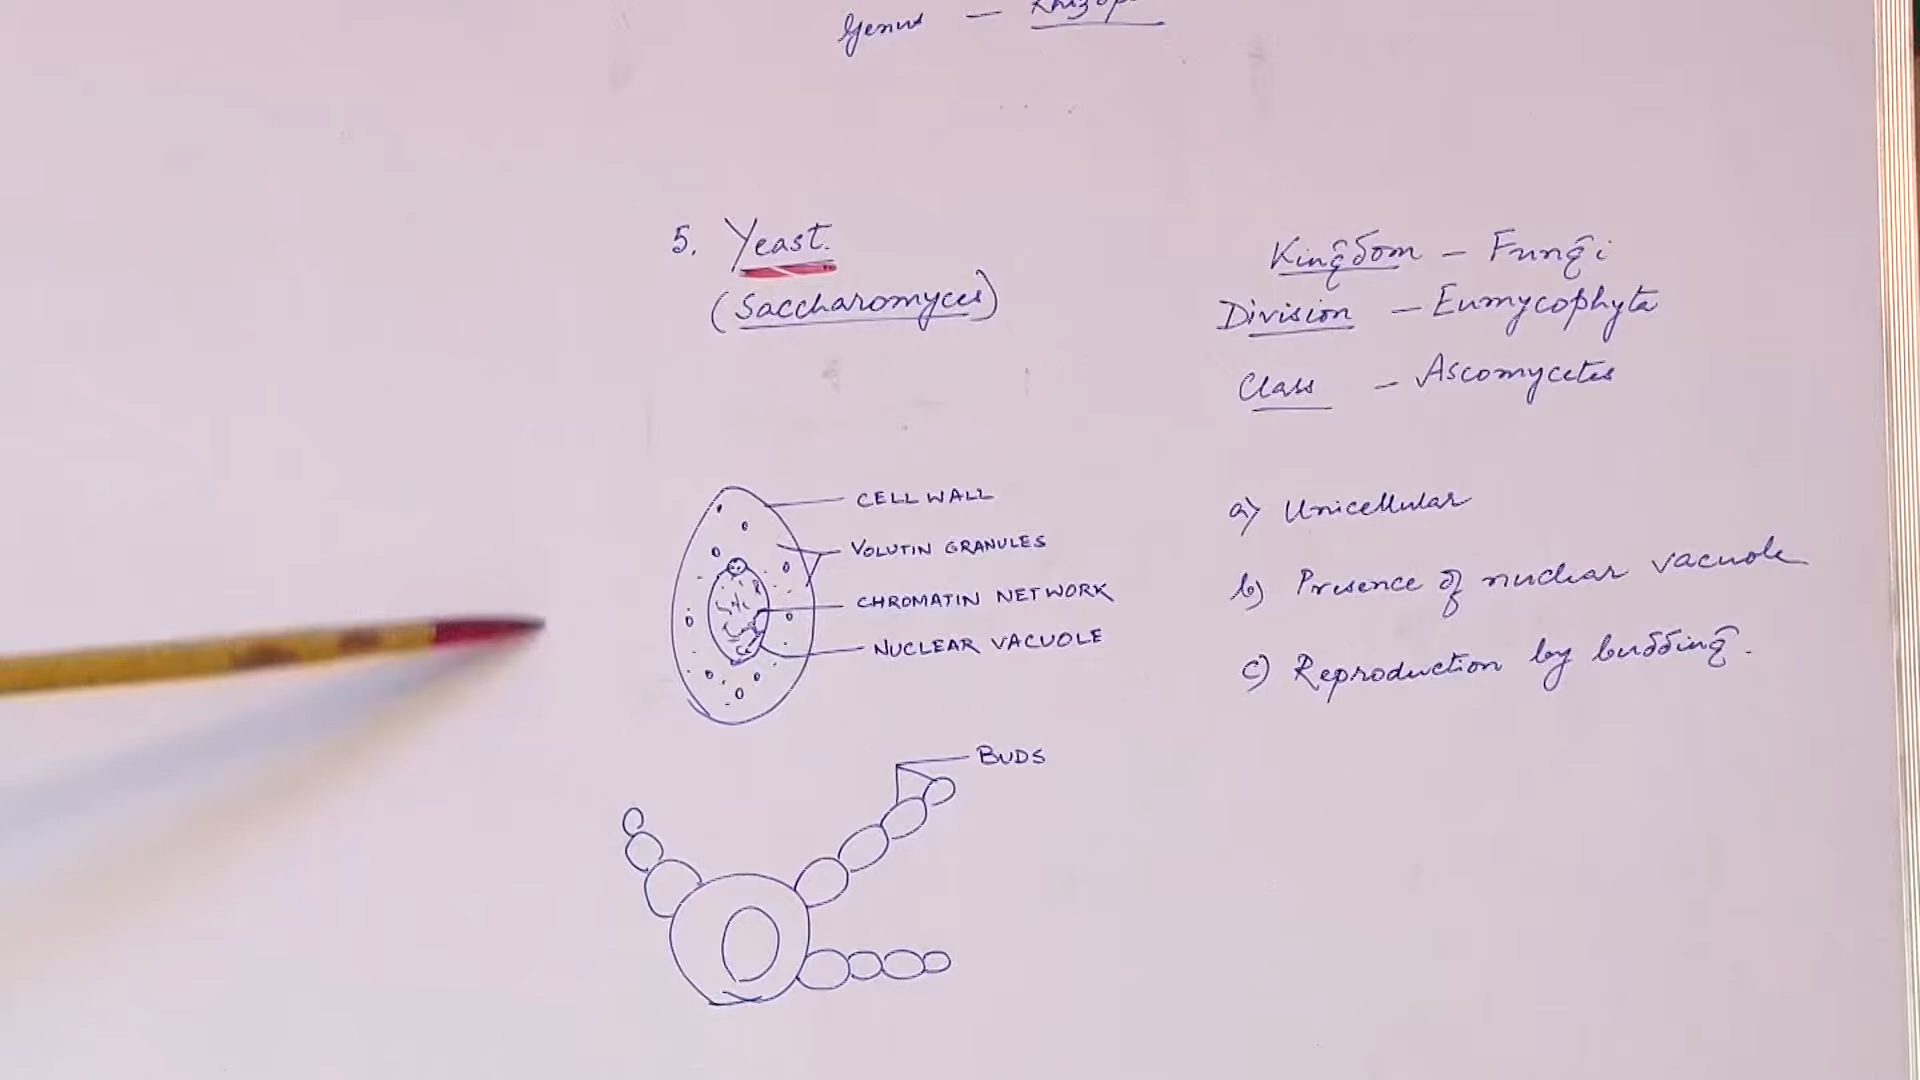 Genus —
5. Yeast.
(Saccharomyces)
Kingdom - Fungi
Division - Eumycophyta
Class - Ascomycetes
CELL WALL
VOLUTIN GRANULES
CHROMATIN NETWORK
NUCLEAR VACUOLE
BUDS
a) Unicellular
b) Presence of nuclear vacuole
c) Reproduction by budding.